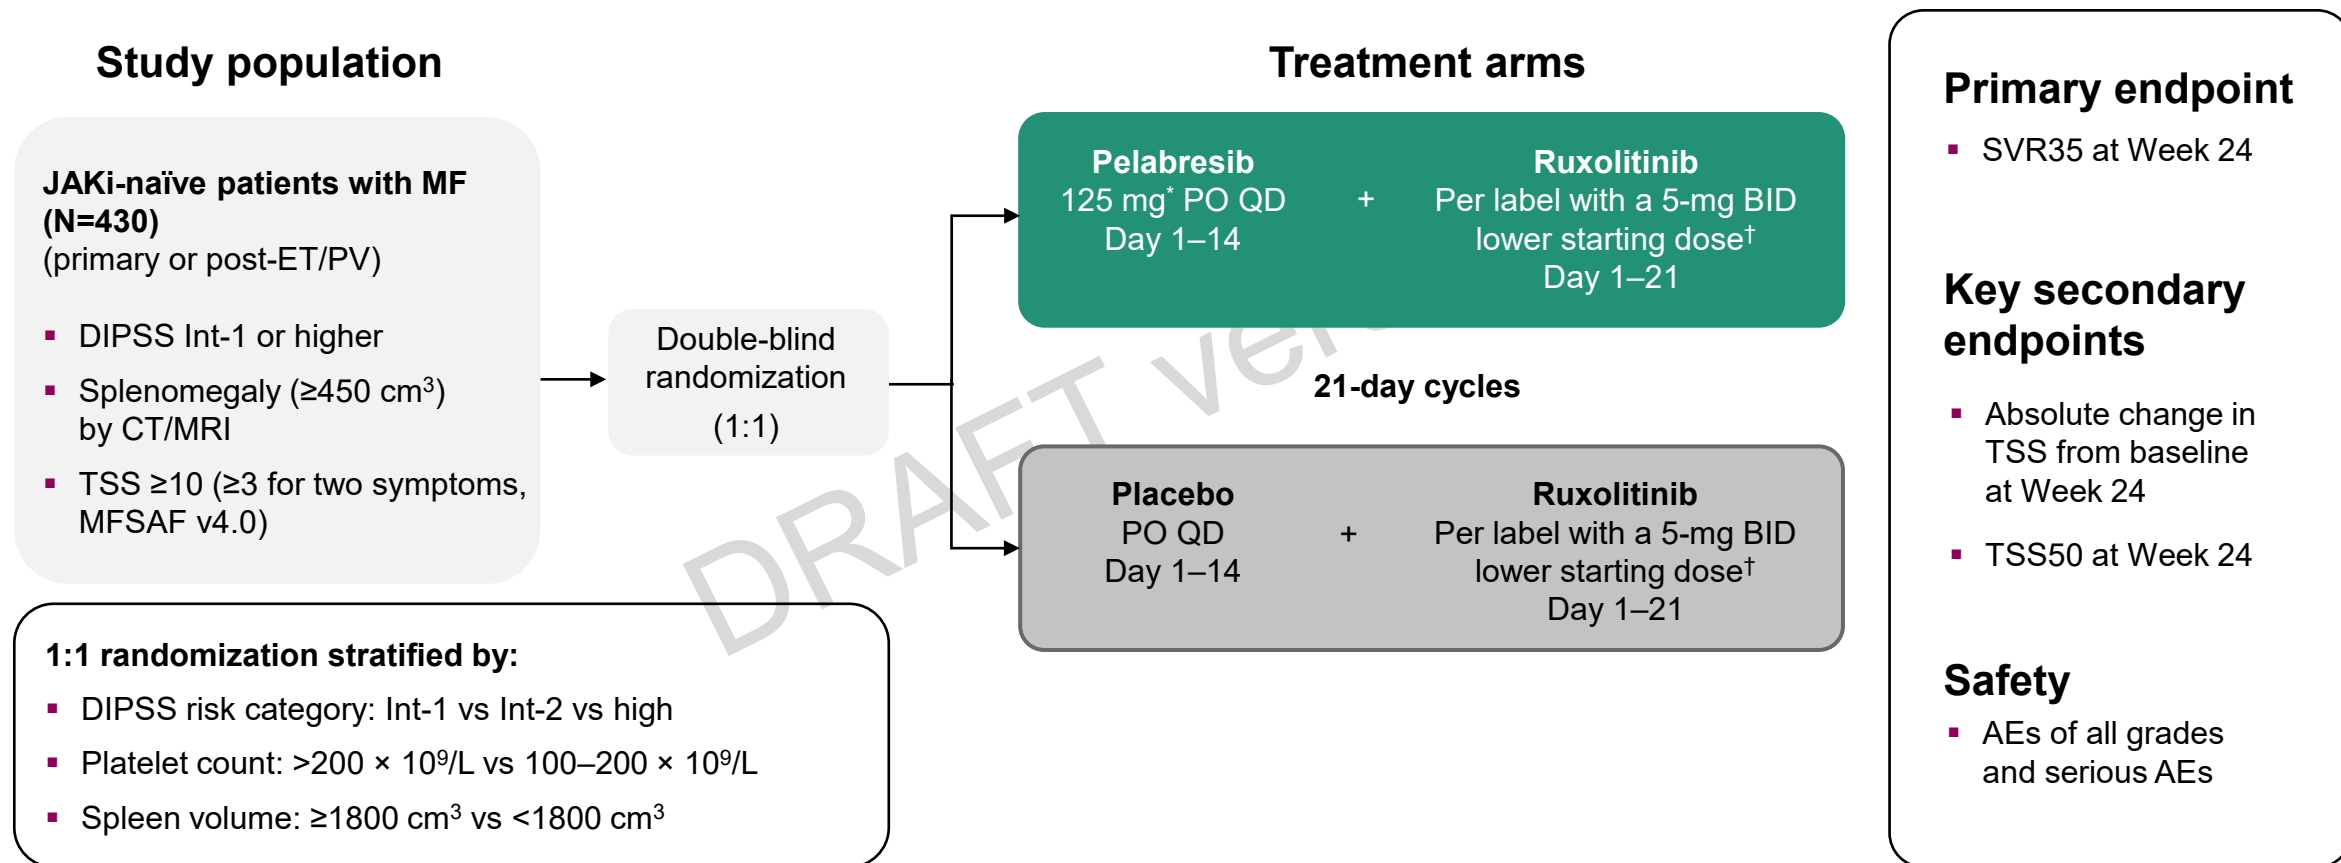 Study population
JAKi-naïve patients with MF
(N=430)
(primary or post-ET/PV)
▪ DIPSS Int-1 or higher
▪ Splenomegaly (≥450 cm³)
by CT/MRI
▪ TSS ≥10 (≥3 for two symptoms,
MFSAF v4.0)
1:1 randomization stratified by:
▪ DIPSS risk category: Int-1 vs Int-2 vs high
▪ Platelet count: >200 × 10⁹/L vs 100–200 × 10⁹/L
▪ Spleen volume: ≥1800 cm³ vs <1800 cm³
Double-blind
randomization
(1:1)
Treatment arms
Pelabresib
125 mg* PO QD
Day 1–14
+
Ruxolitinib
Per label with a 5-mg BID
lower starting dose†
Day 1–21
21-day cycles
Placebo
PO QD
Day 1–14
+
Ruxolitinib
Per label with a 5-mg BID
lower starting dose†
Day 1–21
DRAFT
Primary endpoint
▪ SVR35 at Week 24
Key secondary
endpoints
▪ Absolute change in
TSS from baseline
at Week 24
▪ TSS50 at Week 24
Safety
▪ AEs of all grades
and serious AEs